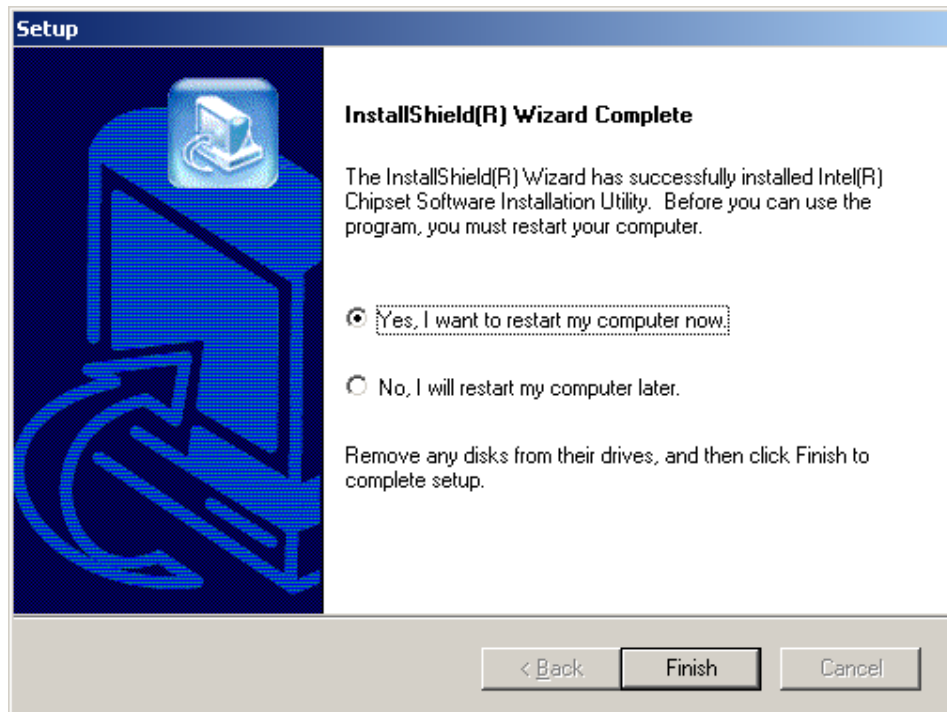 Setup
InstallShield(R) Wizard Complete
The InstallShield(R) Wizard has successfully installed Intel(R)
Chipset Software Installation Utility.  Before you can use the
program, you must restart your computer.
Yes, I want to restart my computer now.
No, I will restart my computer later.
Remove any disks from their drives, and then click Finish to
complete setup.
< Back
Finish
Cancel